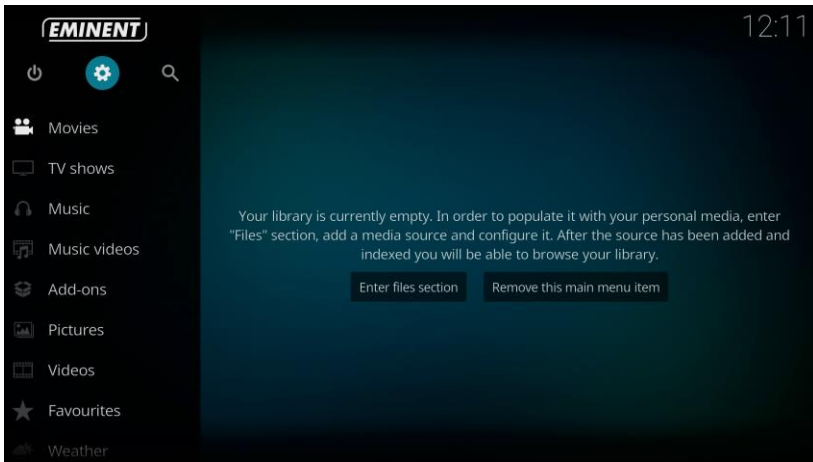 EMINENT
12:11
Movies
TV shows
Music
Music videos
Add-ons
Pictures
Videos
Favourites
Weather
Your library is currently empty. In order to populate it with your personal media, enter
"Files" section, add a media source and configure it. After the source has been added and
indexed you will be able to browse your library.
Enter files section
Remove this main menu item